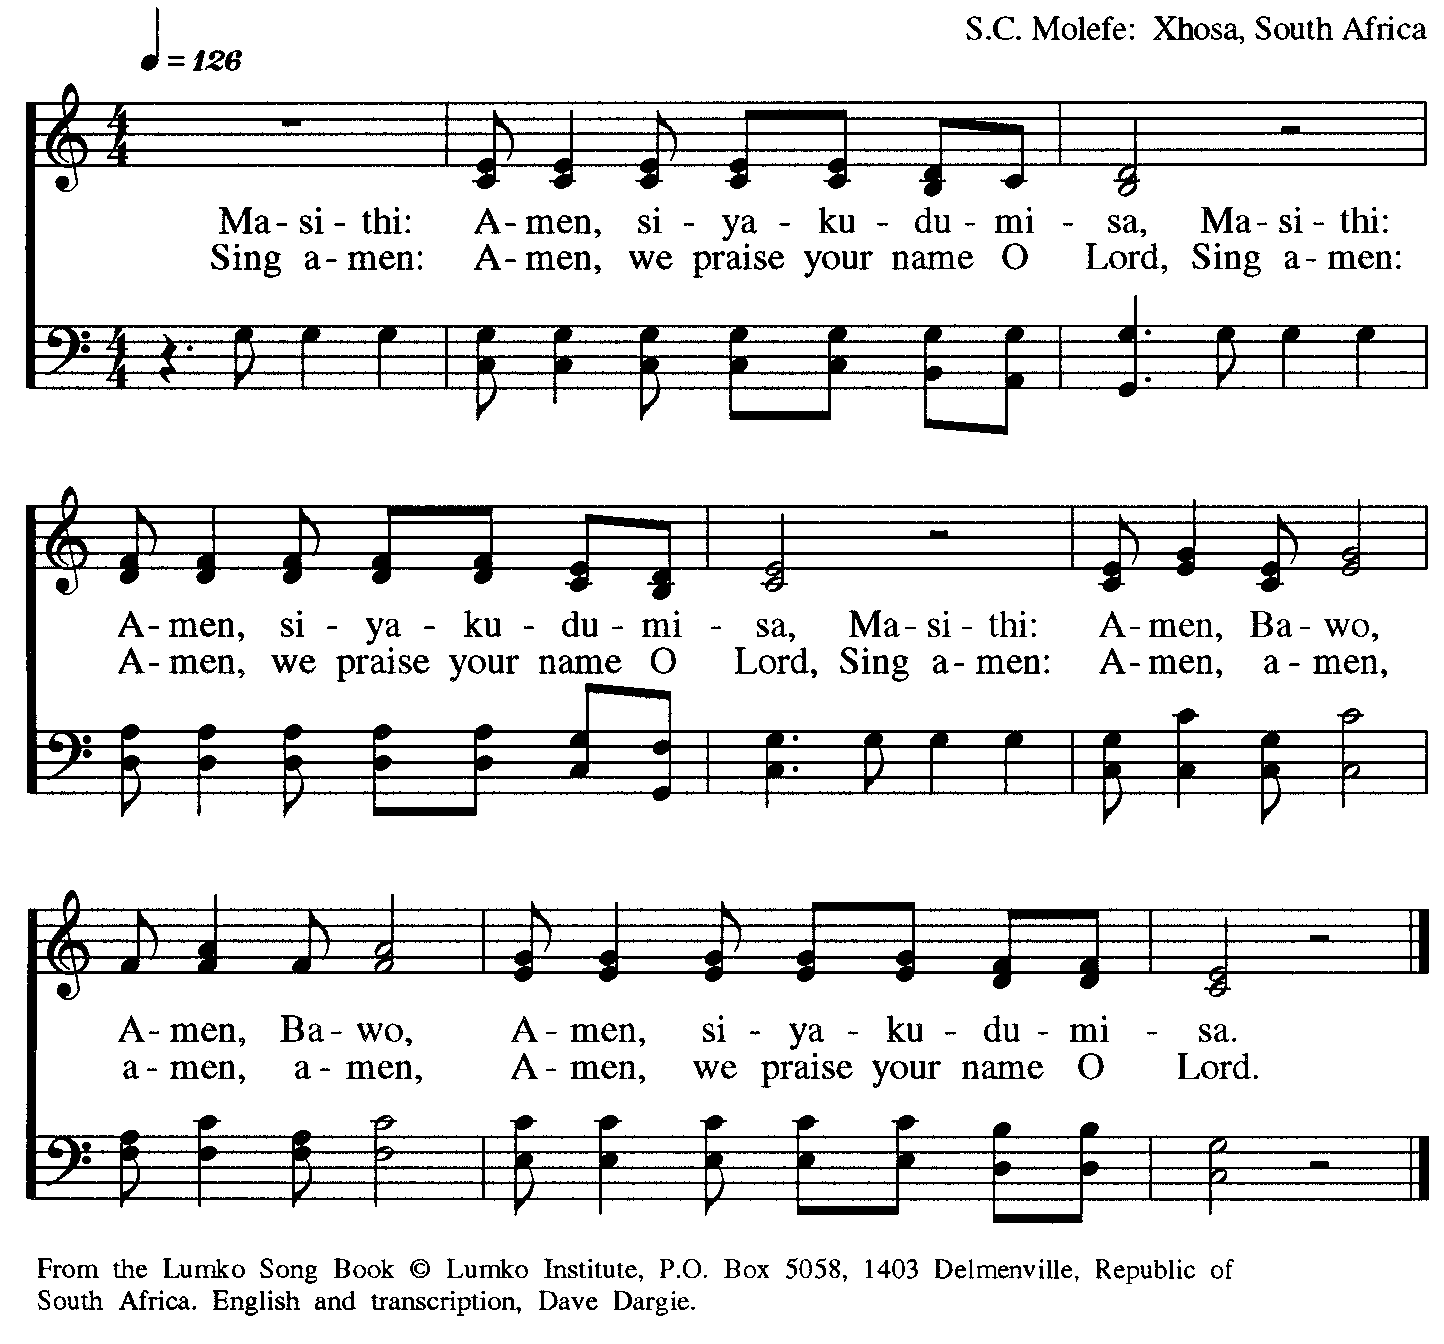 S.C. Molefe: Xhosa, South Africa
♩ = 126
Ma - si - thi: A - men, si - ya - ku - du - mi - sa, Ma - si - thi:
Sing a - men: A - men, we praise your name O Lord, Sing a - men:
A - men, si - ya - ku - du - mi - sa, Ma - si - thi: A - men, Ba - wo,
A - men, we praise your name O Lord, Sing a - men: A - men, a - men,
A - men, Ba - wo, A - men, si - ya - ku - du - mi - sa.
a - men, a - men, A - men, we praise your name O Lord.
From the Lumko Song Book © Lumko Institute, P.O. Box 5058, 1403 Delmenville, Republic of
South Africa. English and transcription, Dave Dargie.